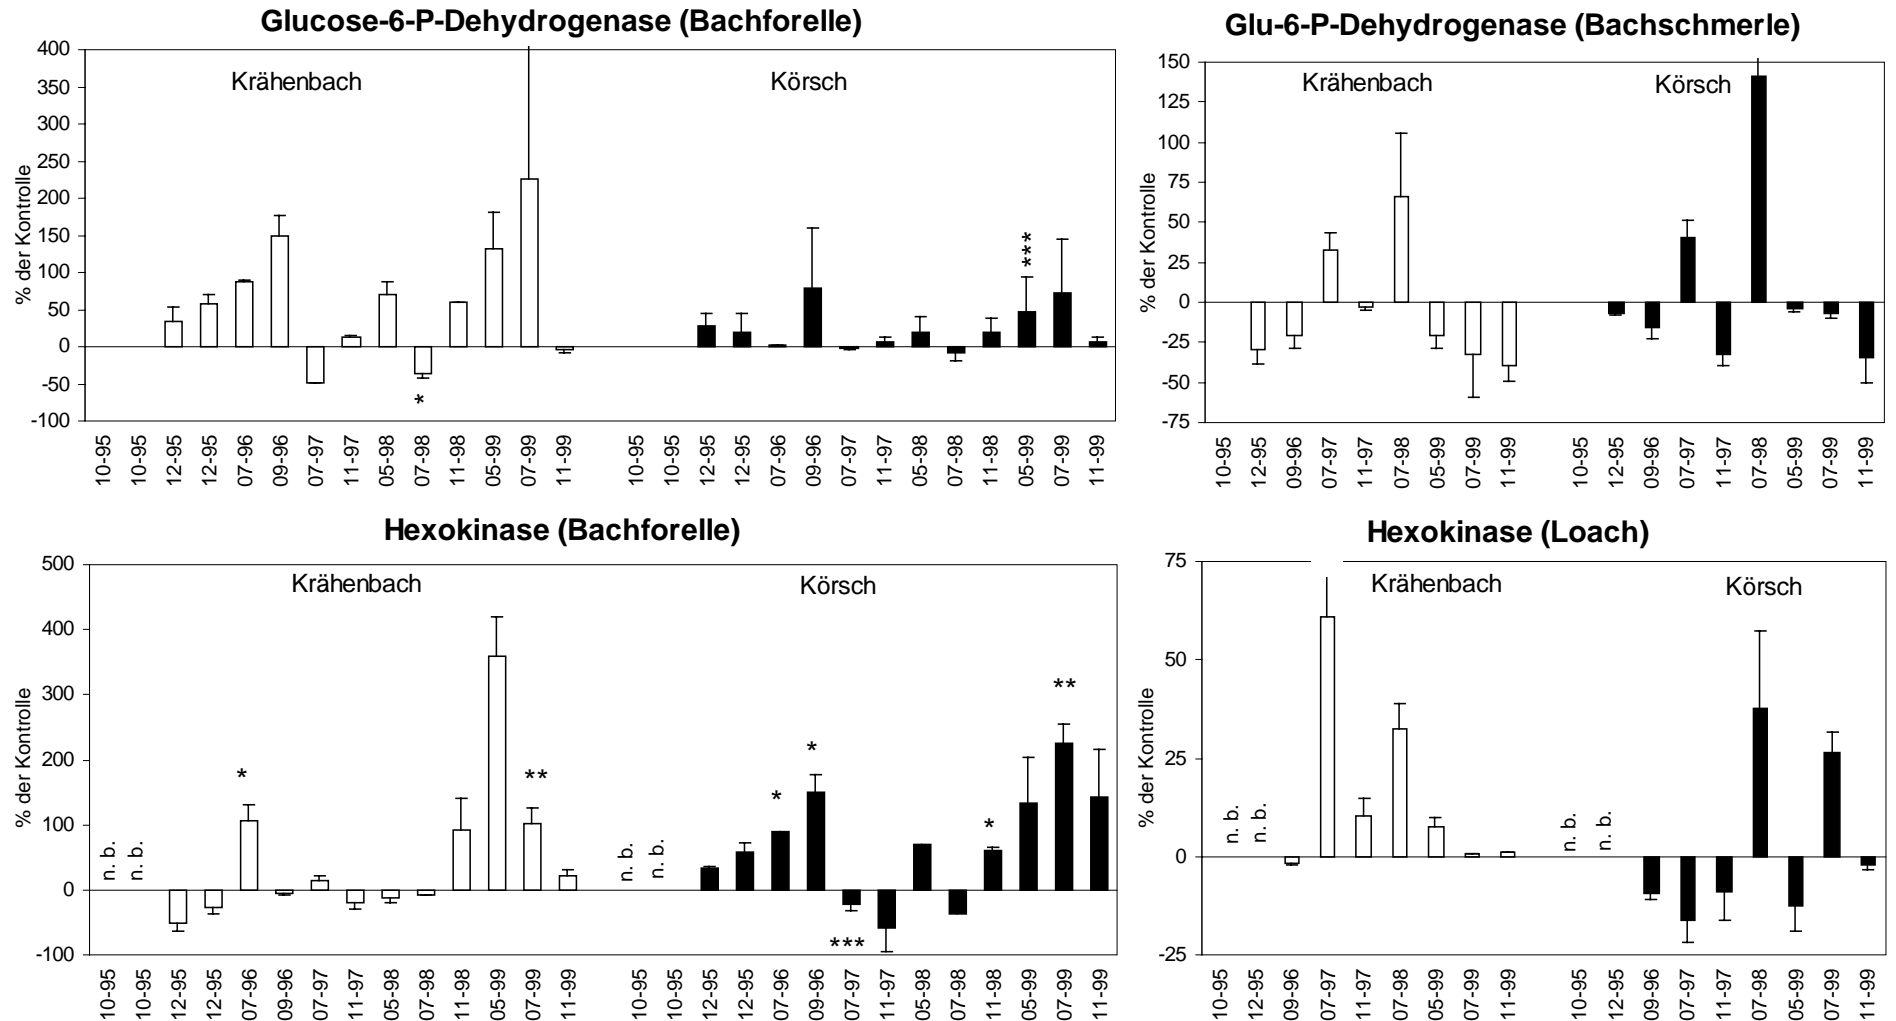 Glucose-6-P-Dehydrogenase (Bachforelle)
% der Kontrolle
400
350
300
250
200
150
100
50
0
-50
-100
Krähenbach
Körsch
*
***
10-95 10-95 12-95 12-95 07-96 09-96 07-97 11-97 05-98 07-98 11-98 05-99 07-99 11-99 10-95 10-95 12-95 12-95 07-96 09-96 07-97 11-97 05-98 07-98 11-98 05-99 07-99 11-99
Glu-6-P-Dehydrogenase (Bachschmerle)
% der Kontrolle
150
125
100
75
50
25
0
-25
-50
-75
Krähenbach
Körsch
10-95 12-95 09-96 07-97 11-97 07-98 05-99 07-99 11-99 10-95 12-95 09-96 07-97 11-97 07-98 05-99 07-99 11-99
Hexokinase (Bachforelle)
% der Kontrolle
500
400
300
200
100
0
-100
Krähenbach
Körsch
n. b.
n. b.
*
**
n. b.
n. b.
*
*
***
*
**
10-95 10-95 12-95 12-95 07-96 09-96 07-97 11-97 05-98 07-98 11-98 05-99 07-99 11-99 10-95 10-95 12-95 12-95 07-96 09-96 07-97 11-97 05-98 07-98 11-98 05-99 07-99 11-99
Hexokinase (Loach)
% der Kontrolle
75
50
25
0
-25
Krähenbach
Körsch
n. b.
n. b.
n. b.
n. b.
10-95 12-95 09-96 07-97 11-97 07-98 05-99 07-99 11-99 10-95 12-95 09-96 07-97 11-97 07-98 05-99 07-99 11-99